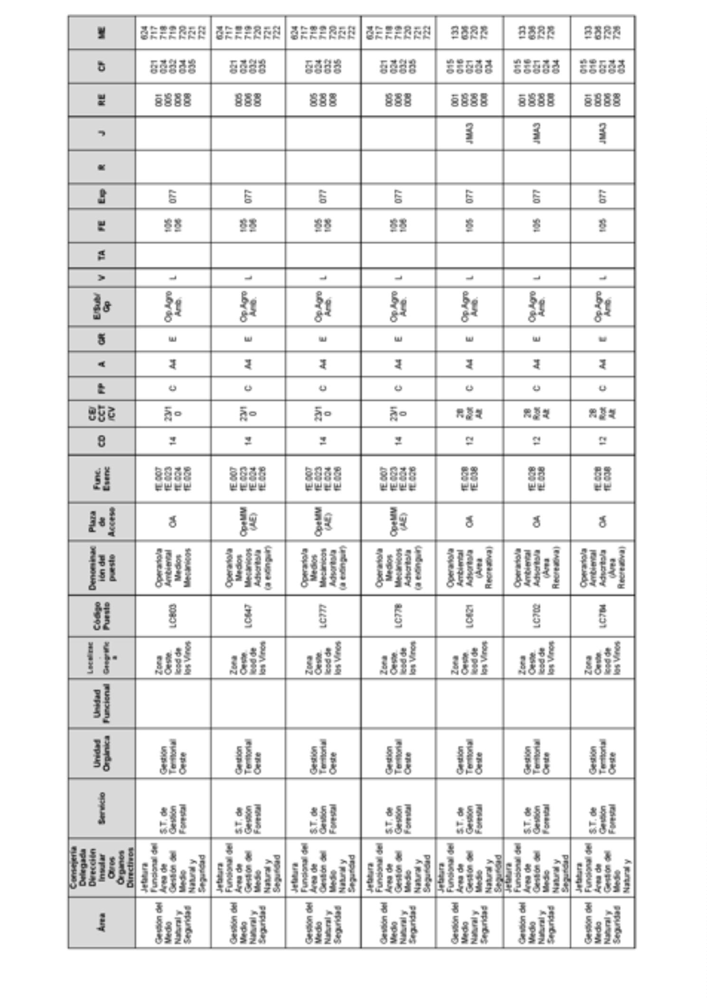 Área
Consejería
Delegada
Dirección
Insular
Otros
Órganos
Directivos
Servicio
Unidad
Orgánica
Unidad
Funcional
Localizac
.
Geográfic
a
Código
Puesto
Denominac
ión del
puesto
Plaza
de
Acceso
Func.
Esenc
CD
CE/
CCT
/CV
FP
A
GR
E/Sub/
Gp
V
TA
FE
Exp
R
J
RE
CF
ME
Gestión del
Medio
Natural y
Seguridad
Jefatura
Funcional del
Área de
Gestión del
Medio
Natural y
Seguridad
S.T. de
Gestión
Forestal
Gestión
Territorial
Oeste
Zona
Oeste.
Icod de
los Vinos
LC803
Operario/a
Ambiental
Medios
Mecánicos
OA
fE.007
fE.023
fE.024
fE.026
14
23/1
0
C
A4
E
Op.Agro
Amb.
L
105
106
077
001
005
006
008
021
024
032
034
035
624
717
718
719
720
721
722
Gestión del
Medio
Natural y
Seguridad
Jefatura
Funcional del
Área de
Gestión del
Medio
Natural y
Seguridad
S.T. de
Gestión
Forestal
Gestión
Territorial
Oeste
Zona
Oeste.
Icod de
los Vinos
LC647
Operario/a
Medios
Mecánicos
Adscrito/a
(a extinguir)
OpeMM
(AE)
fE.007
fE.023
fE.024
fE.026
14
23/1
0
C
A4
E
Op.Agro
Amb.
L
105
106
077
005
006
008
021
024
032
035
624
717
718
719
720
721
722
Gestión del
Medio
Natural y
Seguridad
Jefatura
Funcional del
Área de
Gestión del
Medio
Natural y
Seguridad
S.T. de
Gestión
Forestal
Gestión
Territorial
Oeste
Zona
Oeste.
Icod de
los Vinos
LC777
Operario/a
Medios
Mecánicos
Adscrito/a
(a extinguir)
OpeMM
(AE)
fE.007
fE.023
fE.024
fE.026
14
23/1
0
C
A4
E
Op.Agro
Amb.
L
105
106
077
005
006
008
021
024
032
035
624
717
718
719
720
721
722
Gestión del
Medio
Natural y
Seguridad
Jefatura
Funcional del
Área de
Gestión del
Medio
Natural y
Seguridad
S.T. de
Gestión
Forestal
Gestión
Territorial
Oeste
Zona
Oeste.
Icod de
los Vinos
LC778
Operario/a
Medios
Mecánicos
Adscrito/a
(a extinguir)
OpeMM
(AE)
fE.007
fE.023
fE.024
fE.026
14
23/1
0
C
A4
E
Op.Agro
Amb.
L
105
106
077
005
006
008
021
024
032
035
624
717
718
719
720
721
722
Gestión del
Medio
Natural y
Seguridad
Jefatura
Funcional del
Área de
Gestión del
Medio
Natural y
Seguridad
S.T. de
Gestión
Forestal
Gestión
Territorial
Oeste
Zona
Oeste.
Icod de
los Vinos
LC621
Operario/a
Ambiental
Adscrito/a
(Área
Recreativa)
OA
fE.028
fE.038
12
28
Rot
Alt
C
A4
E
Op.Agro
Amb.
L
105
077
JMA3
001
005
006
008
015
016
021
024
034
133
636
720
726
Gestión del
Medio
Natural y
Seguridad
Jefatura
Funcional del
Área de
Gestión del
Medio
Natural y
Seguridad
S.T. de
Gestión
Forestal
Gestión
Territorial
Oeste
Zona
Oeste.
Icod de
los Vinos
LC702
Operario/a
Ambiental
Adscrito/a
(Área
Recreativa)
OA
fE.028
fE.038
12
28
Rot
Alt
C
A4
E
Op.Agro
Amb.
L
105
077
JMA3
001
005
006
008
015
016
021
024
034
133
636
720
726
Gestión del
Medio
Natural y
Seguridad
Jefatura
Funcional del
Área de
Gestión del
Medio
Natural y
S.T. de
Gestión
Forestal
Gestión
Territorial
Oeste
Zona
Oeste.
Icod de
los Vinos
LC784
Operario/a
Ambiental
Adscrito/a
(Área
Recreativa)
OA
fE.028
fE.038
12
28
Rot
Alt
C
A4
E
Op.Agro
Amb.
L
105
077
JMA3
001
005
006
008
015
016
021
024
034
133
636
720
726